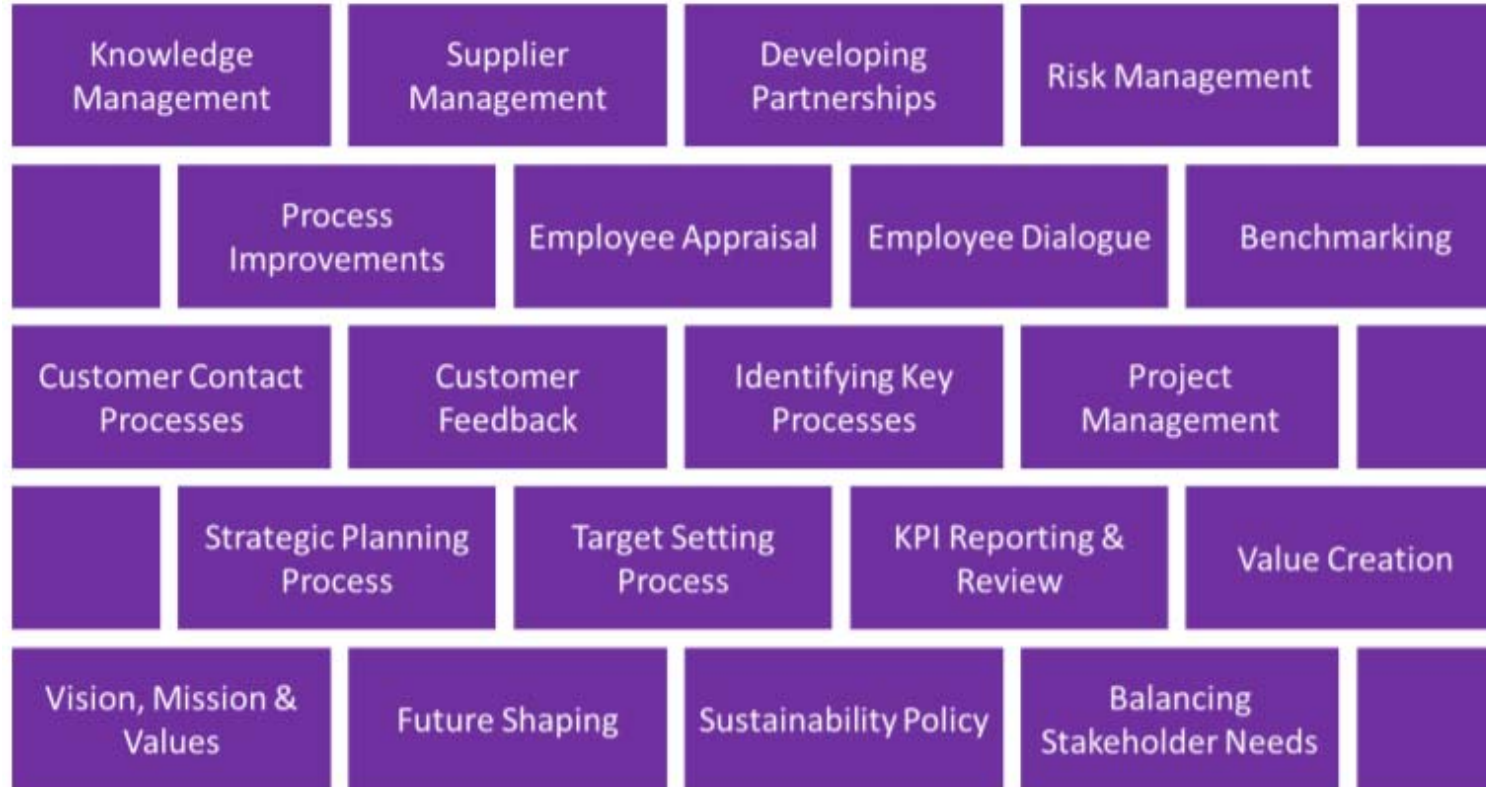 Knowledge
Management
Supplier
Management
Developing
Partnerships
Risk Management
Process
Improvements
Employee Appraisal
Employee Dialogue
Benchmarking
Customer Contact
Processes
Customer
Feedback
Identifying Key
Processes
Project
Management
Strategic Planning
Process
Target Setting
Process
KPI Reporting &
Review
Value Creation
Vision, Mission &
Values
Future Shaping
Sustainability Policy
Balancing
Stakeholder Needs